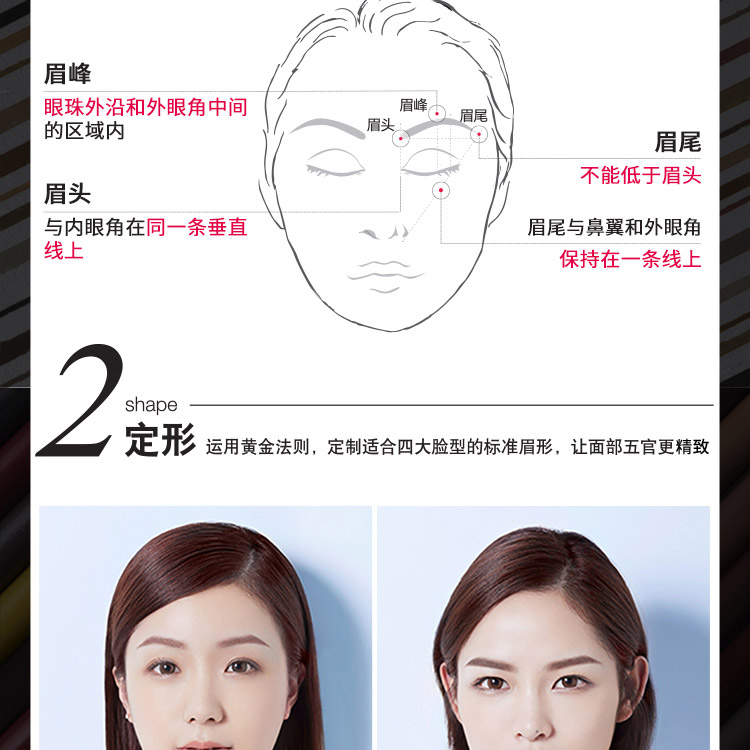 眉峰
眼珠外沿和外眼角中间
的区域内
眉头
与内眼角在同一条垂直
线上
眉峰
眉头
眉尾
眉尾
不能低于眉头
眉尾与鼻翼和外眼角
保持在一条线上
2
shape
定形 运用黄金法则，定制适合四大脸型的标准眉形，让面部五官更精致